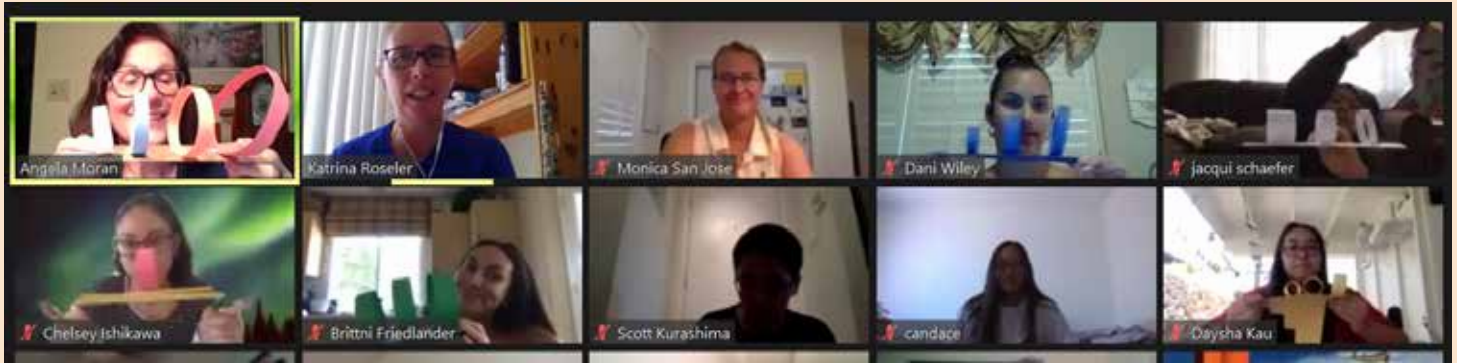 Angela Moran
Katrina Roseler
Monica San Jose
Dani Wiley
jacqui schaefer
Chelsey Ishikawa
Brittni Friedlander
Scott Kurashima
candace
Daysha Kau